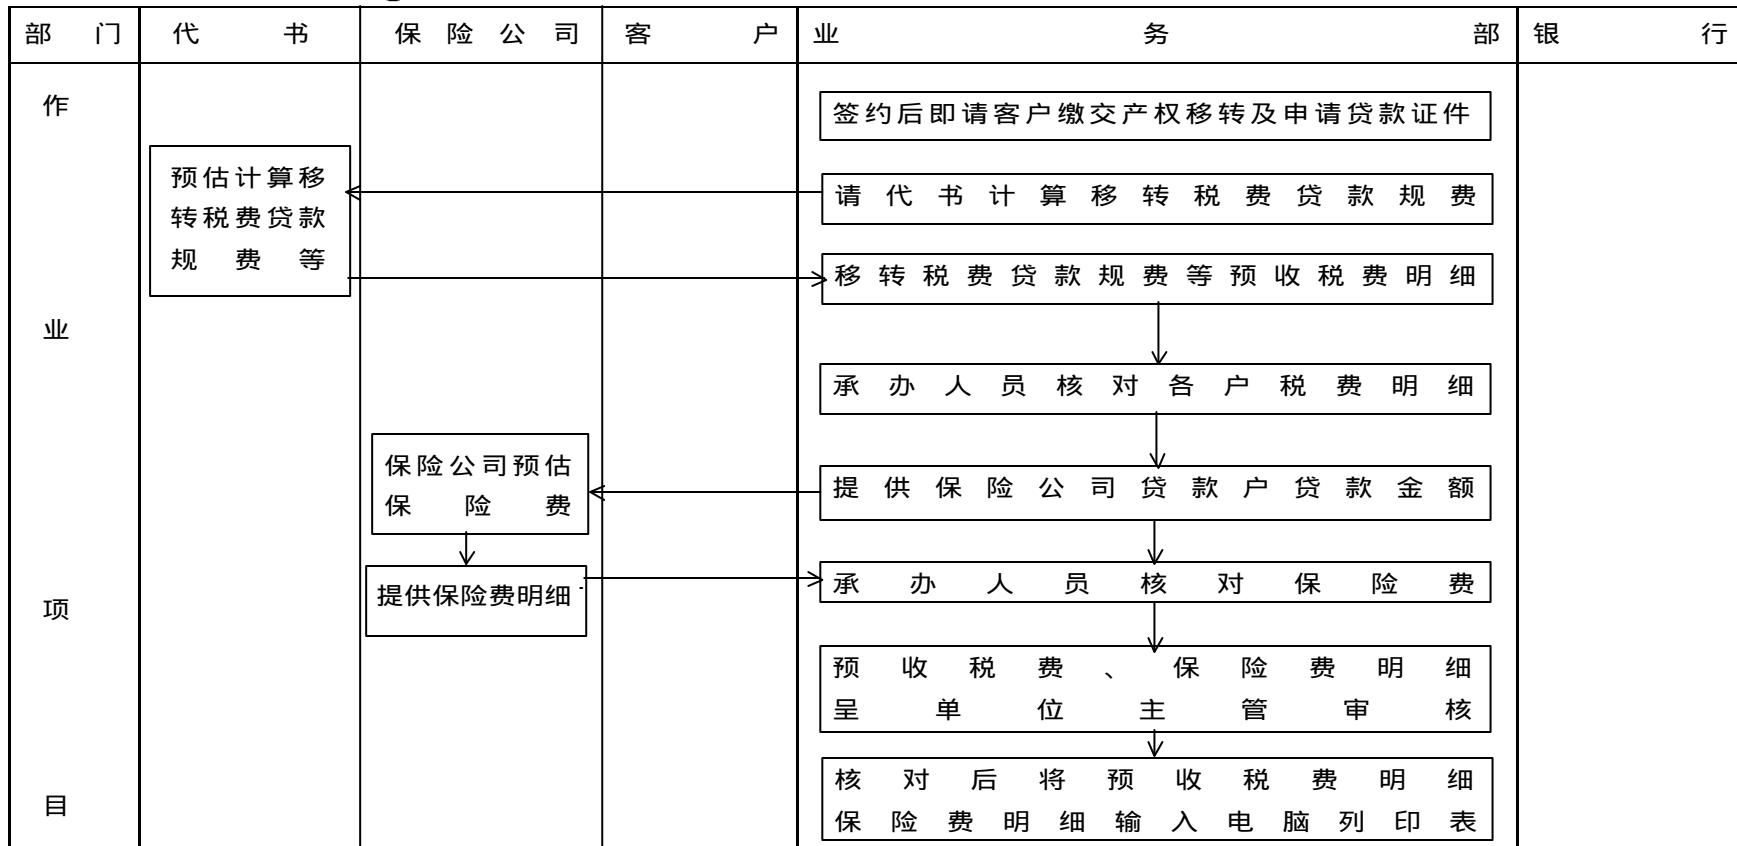 部门 代书 保险公司 客户 业务部 银行
作
业
项
目
签约后即请客户缴交产权移转及申请贷款证件
预估计算移
转税费贷款
规费等
请代书计算移转税费贷款规费
移转税费贷款规费等预收税费明细
承办人员核对各户税费明细
保险公司预估
保险费
提供保险公司贷款户贷款金额
提供保险费明细
承办人员核对保险费
预收税费、保险费明细
呈单位主管审核
核对后将预收税费明细
保险费明细输入电脑列印表